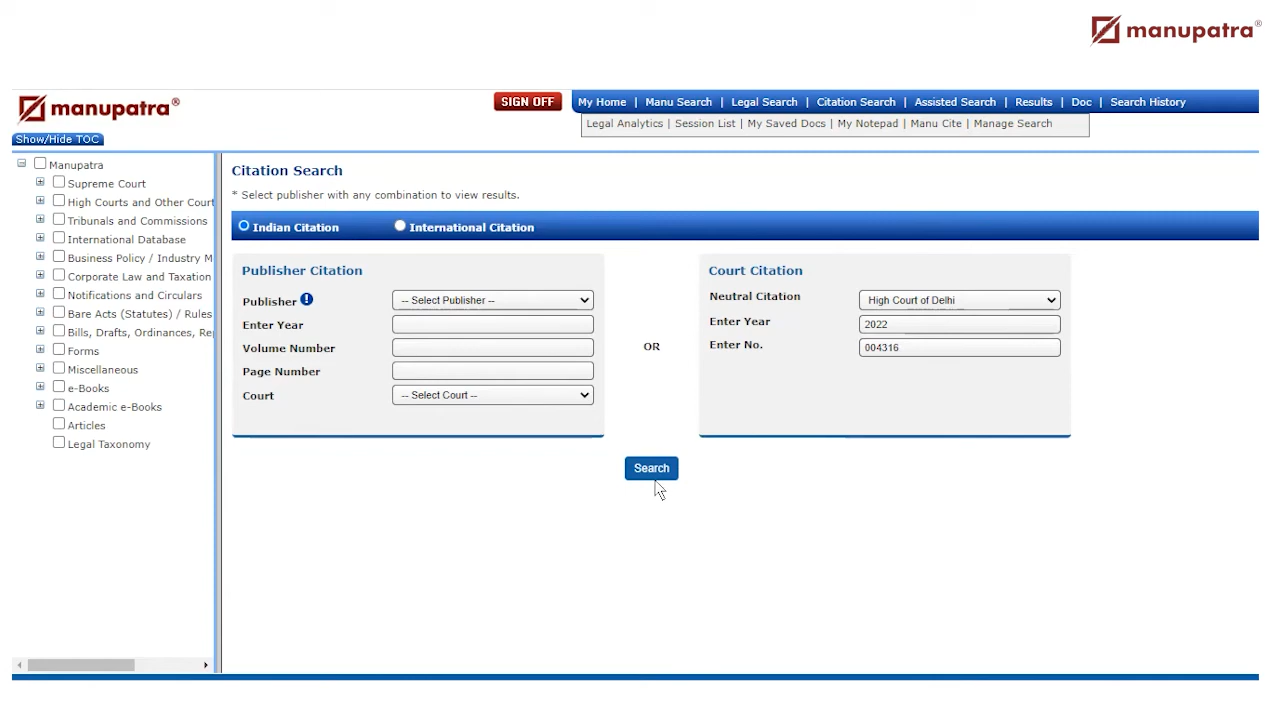 manupatra®
manupatra®
SIGN OFF
My Home | Manu Search | Legal Search | Citation Search | Assisted Search | Results | Doc | Search History
Legal Analytics | Session List | My Saved Docs | My Notepad | Manu Cite | Manage Search
Show/Hide TOC
Manupatra
Supreme Court
High Courts and Other Court
Tribunals and Commissions
International Database
Business Policy / Industry M
Corporate Law and Taxation
Notifications and Circulars
Bare Acts (Statutes) / Rules
Bills, Drafts, Ordinances, Re
Forms
Miscellaneous
e-Books
Academic e-Books
Articles
Legal Taxonomy
Citation Search
* Select publisher with any combination to view results.
Indian Citation International Citation
Publisher Citation
Publisher ! -- Select Publisher --
Enter Year
Volume Number
Page Number
Court -- Select Court --
OR
Court Citation
Neutral Citation High Court of Delhi
Enter Year 2022
Enter No. 004316
Search